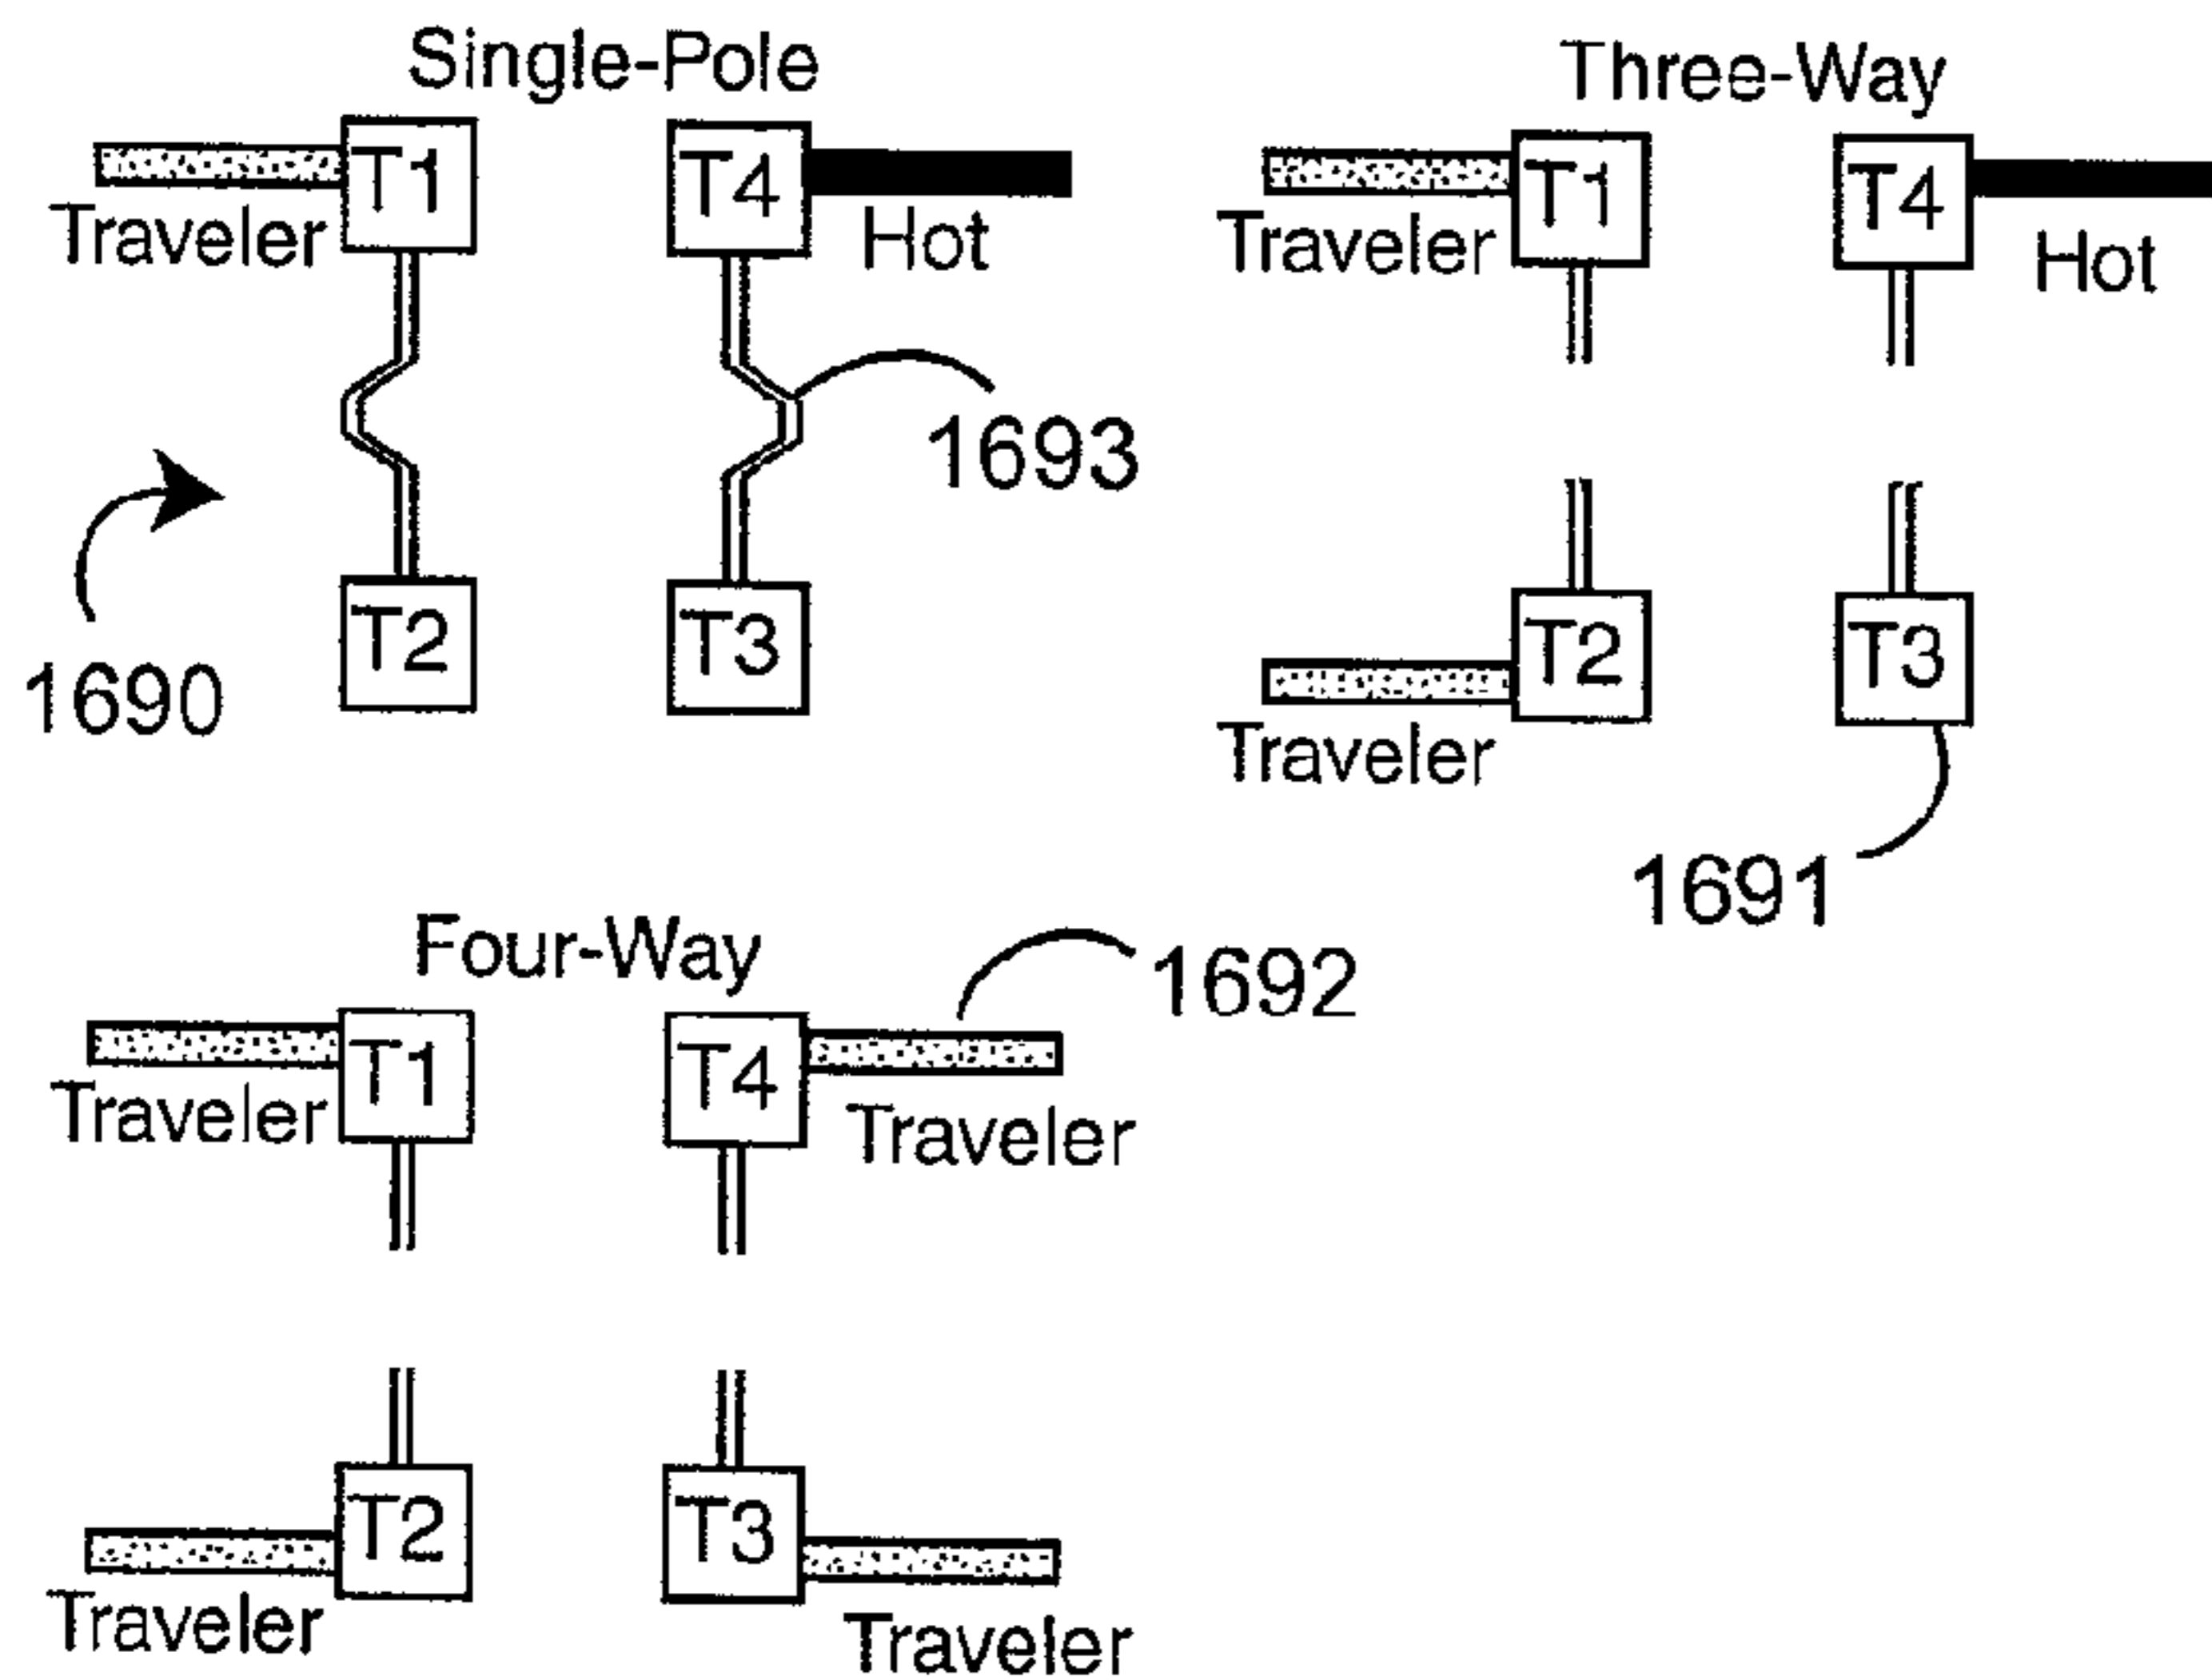 Single-Pole
T1
T4
Traveler
Hot
1693
T2
T3
1690
Three-Way
T1
T4
Traveler
Hot
T2
T3
Traveler
1691
Four-Way
1692
T1
T4
Traveler
Traveler
T2
T3
Traveler
Traveler